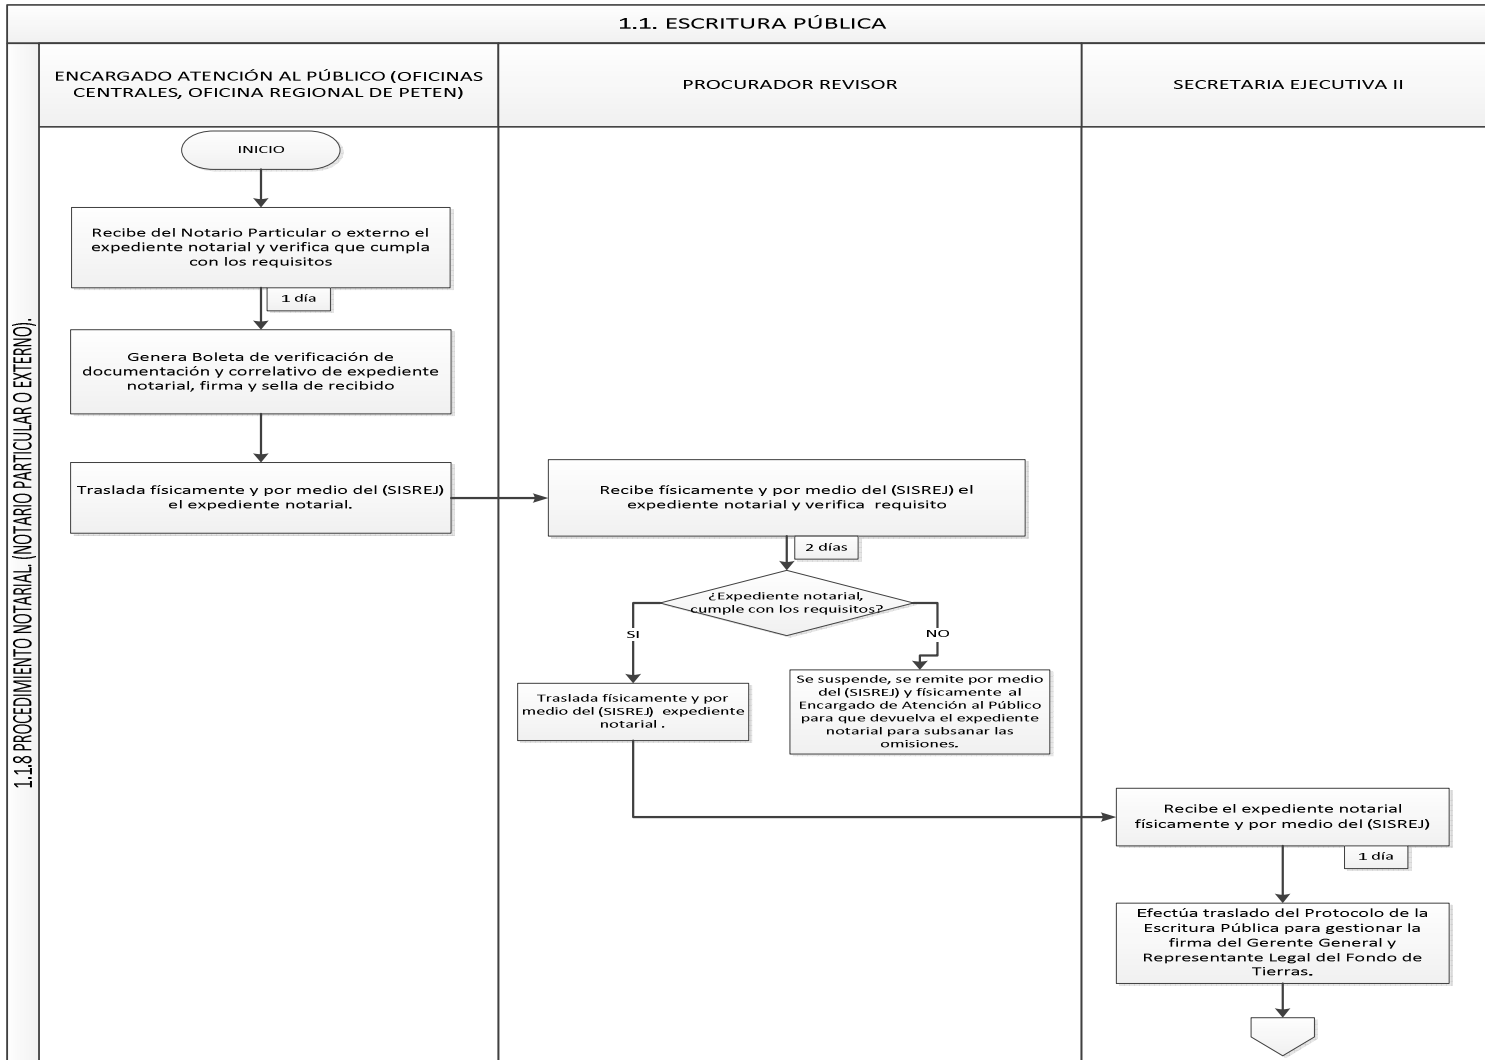 1.1. ESCRITURA PÚBLICA
1.1.8 PROCEDIMIENTO NOTARIAL. (NOTARIO PARTICULAR O EXTERNO).
ENCARGADO ATENCIÓN AL PÚBLICO (OFICINAS
CENTRALES, OFICINA REGIONAL DE PETEN)
PROCURADOR REVISOR
SECRETARIA EJECUTIVA II
INICIO
Recibe del Notario Particular o externo el
expediente notarial y verifica que cumpla
con los requisitos
1 día
Genera Boleta de verificación de
documentación y correlativo de expediente
notarial, firma y sella de recibido
Traslada físicamente y por medio del (SISREJ)
el expediente notarial.
Recibe físicamente y por medio del (SISREJ) el
expediente notarial y verifica requisito
2 días
¿Expediente notarial,
cumple con los requisitos?
SI
NO
Traslada físicamente y por
medio del (SISREJ) expediente
notarial .
Se suspende, se remite por medio
del (SISREJ) y físicamente al
Encargado de Atención al Público
para que devuelva el expediente
notarial para subsanar las
omisiones.
Recibe el expediente notarial
físicamente y por medio del (SISREJ)
1 día
Efectúa traslado del Protocolo de la
Escritura Pública para gestionar la
firma del Gerente General y
Representante Legal del Fondo de
Tierras.